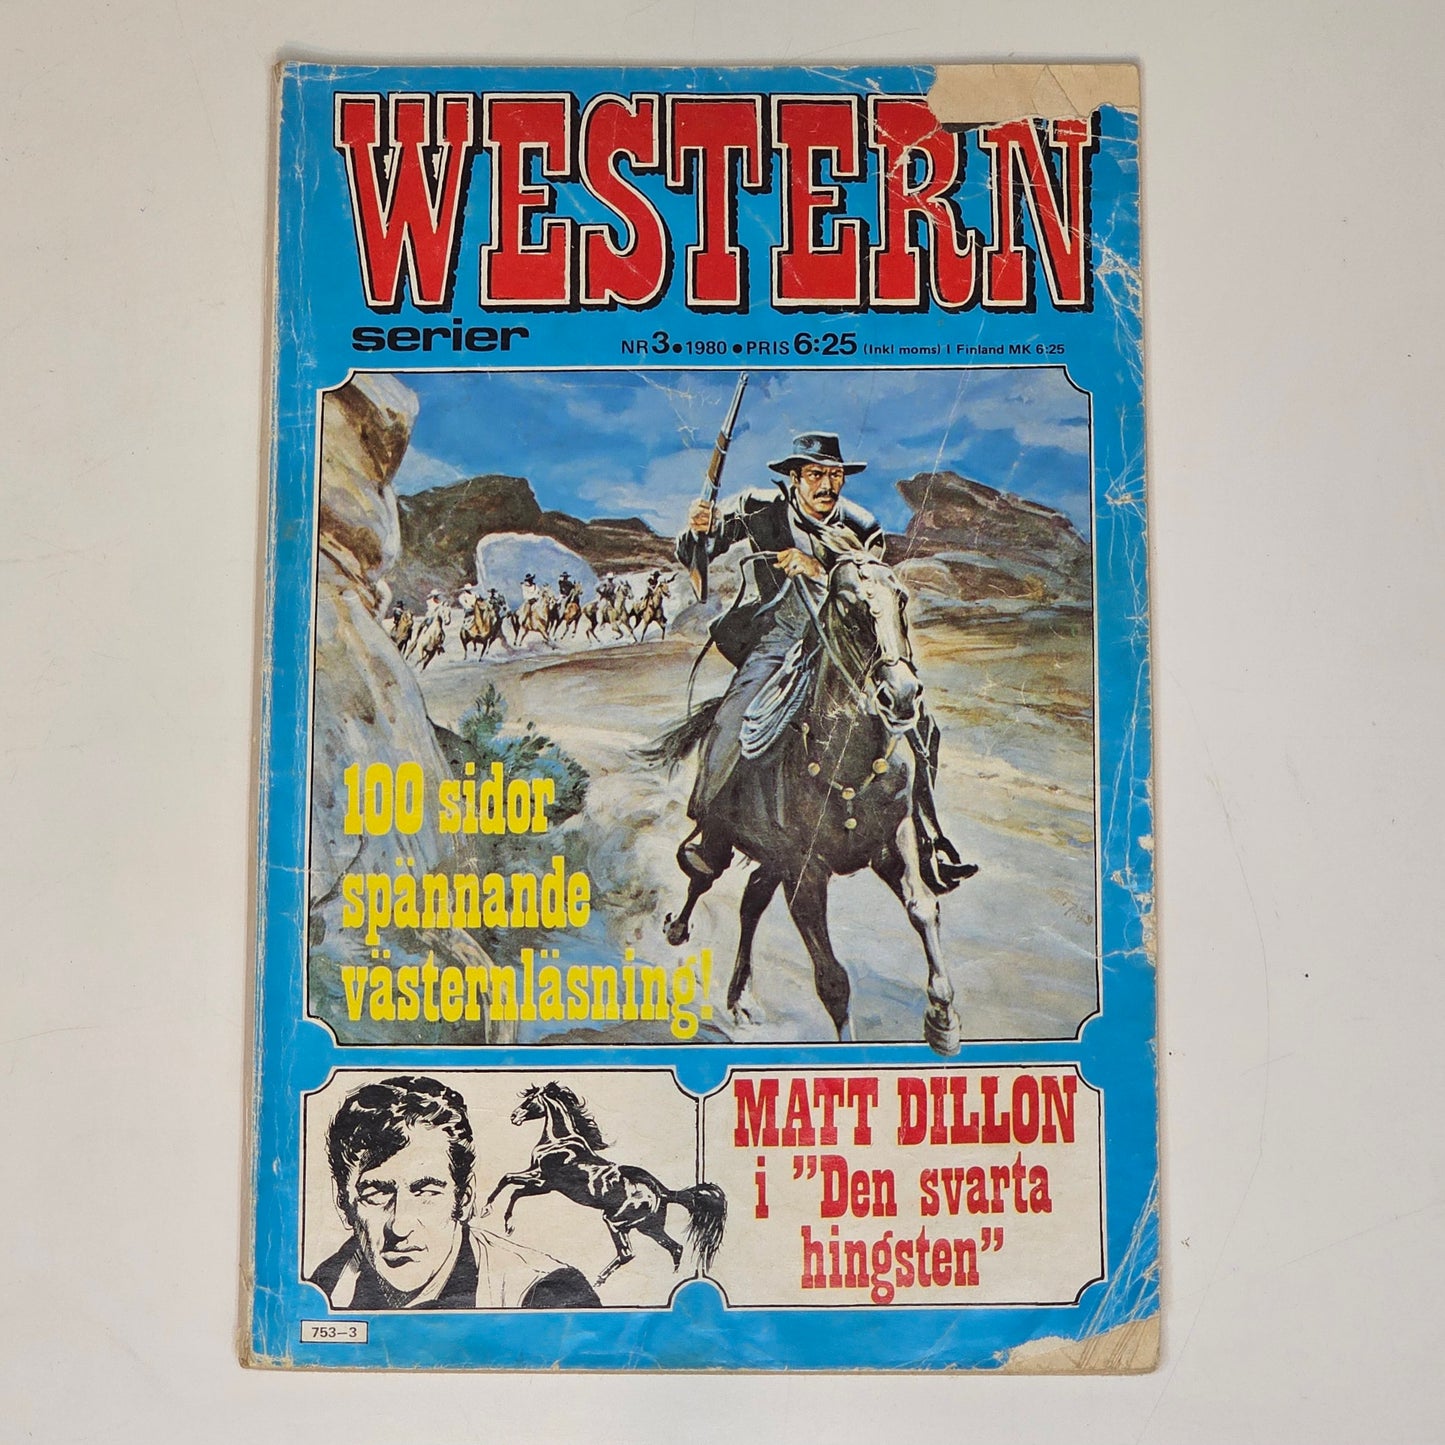 WESTERN
serier
NR 3 • 1980 • PRIS 6:25 (Inkl moms) I Finland MK 6:25
100 sidor
spännande
västernläsning!
MATT DILLON
i ”Den svarta
hingsten”
753–3